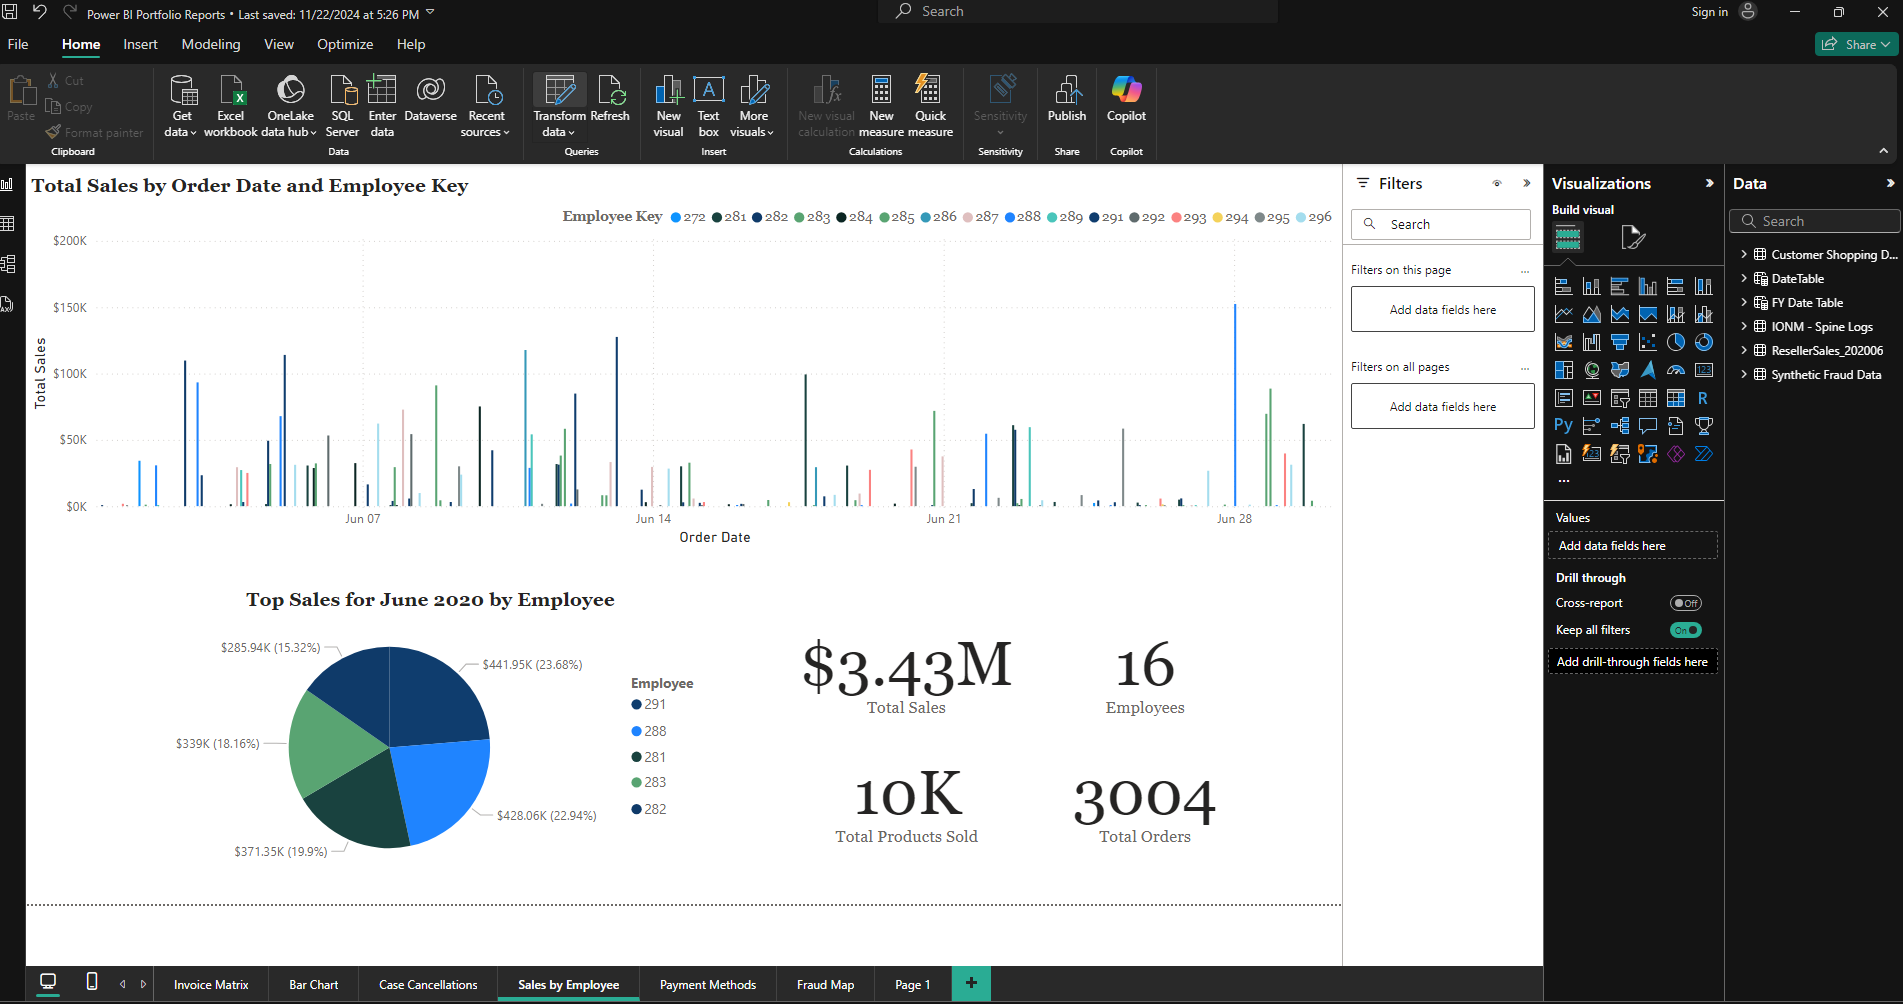 Power BI Portfolio Reports • Last saved: 11/22/2024 at 5:26 PM
Search
Sign in
File Home Insert Modeling View Optimize Help
Share
Paste
Cut
Copy
Format painter
Clipboard
Get data
Excel workbook
OneLake data hub
SQL Server
Enter data
Dataverse
Recent sources
Data
Transform data
Refresh
Queries
New visual
Text box
More visuals
Insert
New visual calculation
New measure
Quick measure
Calculations
Sensitivity
Sensitivity
Publish
Share
Copilot
Copilot
Total Sales by Order Date and Employee Key
Employee Key 272 281 282 283 284 285 286 287 288 289 291 292 293 294 295 296
$200K
$150K
$100K
$50K
$0K
Total Sales
Jun 07 Jun 14 Jun 21 Jun 28
Order Date
Top Sales for June 2020 by Employee
$285.94K (15.32%)
$441.95K (23.68%)
$339K (18.16%)
$428.06K (22.94%)
$371.35K (19.9%)
Employee
291
288
281
283
282
$3.43M
Total Sales
16
Employees
10K
Total Products Sold
3004
Total Orders
Filters
Search
Filters on this page
...
Add data fields here
Filters on all pages
...
Add data fields here
Visualizations
Build visual
123
R
Py
123
...
Values
Add data fields here
Drill through
Cross-report
Off
Keep all filters
On
Add drill-through fields here
Data
Search
Customer Shopping D...
DateTable
FY Date Table
IONM - Spine Logs
ResellerSales_202006
Synthetic Fraud Data
Invoice Matrix
Bar Chart
Case Cancellations
Sales by Employee
Payment Methods
Fraud Map
Page 1
+